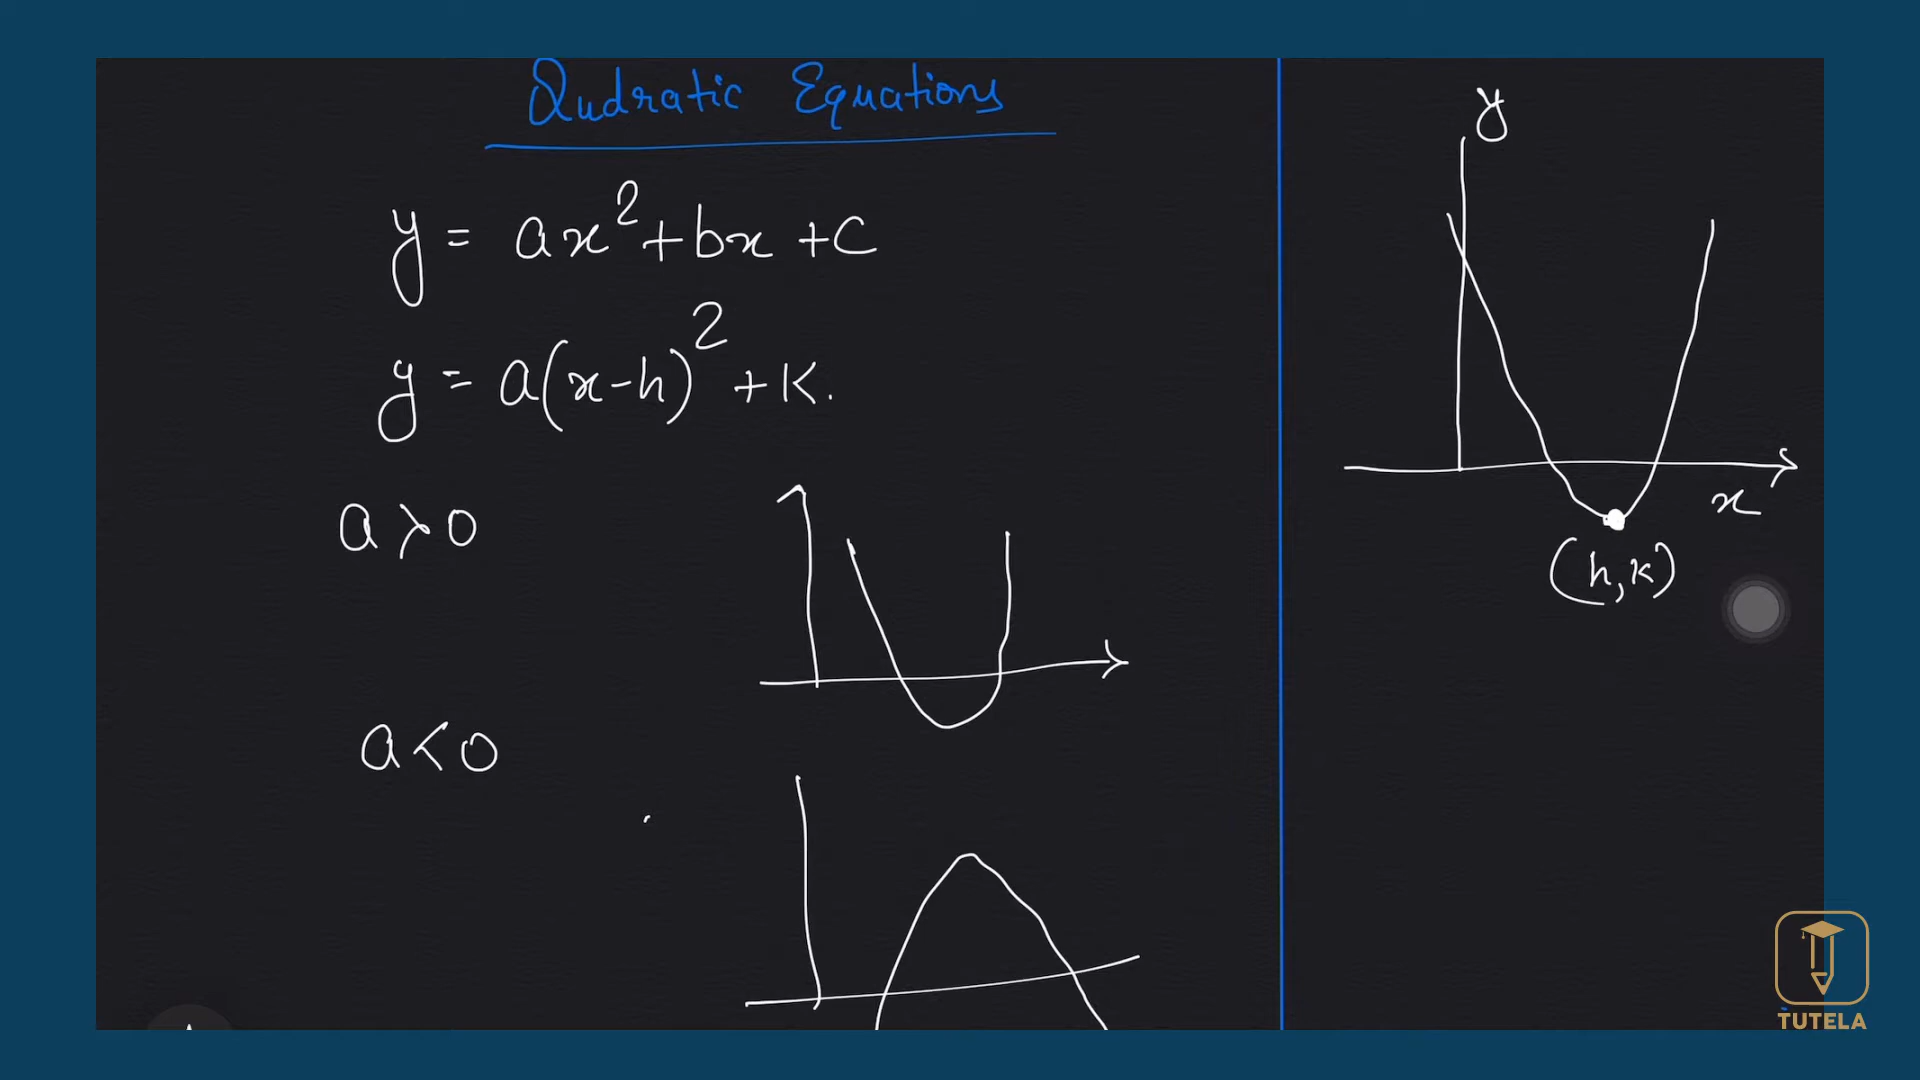 Qudratic Equations
y = ax²+bx+c
y = a(x-h)²+k.
a>0
a<0
y
x
(h,k)
TUTELA